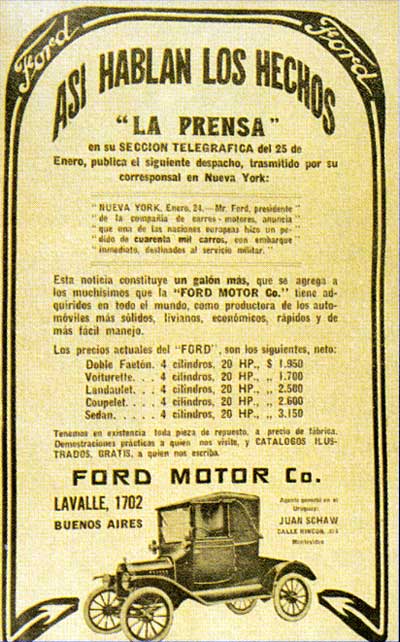 Ford
Ford
ASI HABLAN LOS HECHOS
"LA PRENSA"
en su SECCION TELEGRAFICA del 25 de
Enero, publica el siguiente despacho, trasmitido por su
corresponsal en Nueva York:
"NUEVA YORK, Enero, 24.—Mr. Ford, presidente
"de la compañía de carros-motores, anuncia
"que una de las naciones europeas hizo un pe-
"dido de cuarenta mil carros, con embarque
"inmediato, destinados al servicio militar."
Esta noticia constituye un galón más, que se agrega a
los muchísimos que la "FORD MOTOR Co." tiene ad-
quiridos en todo el mundo, como productora de los auto-
móviles más sólidos, livianos, económicos, rápidos y de
más fácil manejo.
Los precios actuales del "FORD", son los siguientes, neto:
Doble Faetón. 4 cilindros, 20 HP., $ 1.950
Voiturette. . . 4 cilindros, 20 HP., ,, 1.700
Landaulet. . . 4 cilindros, 20 HP., ,, 2.500
Coupelet. . . . 4 cilindros, 20 HP., ,, 2.600
Sedan. . . . . . 4 cilindros, 20 HP., ,, 3.150
Tenemos en existencia toda pieza de repuesto, a precio de fábrica.
Demostraciones prácticas a quien nos visite, y CATALOGOS ILUS-
TRADOS, GRATIS, a quien nos escriba.
FORD MOTOR Co.
LAVALLE, 1702
BUENOS AIRES
Agente general en el
Uruguay:
JUAN SCHAW
CALLE RINCON,
Montevideo